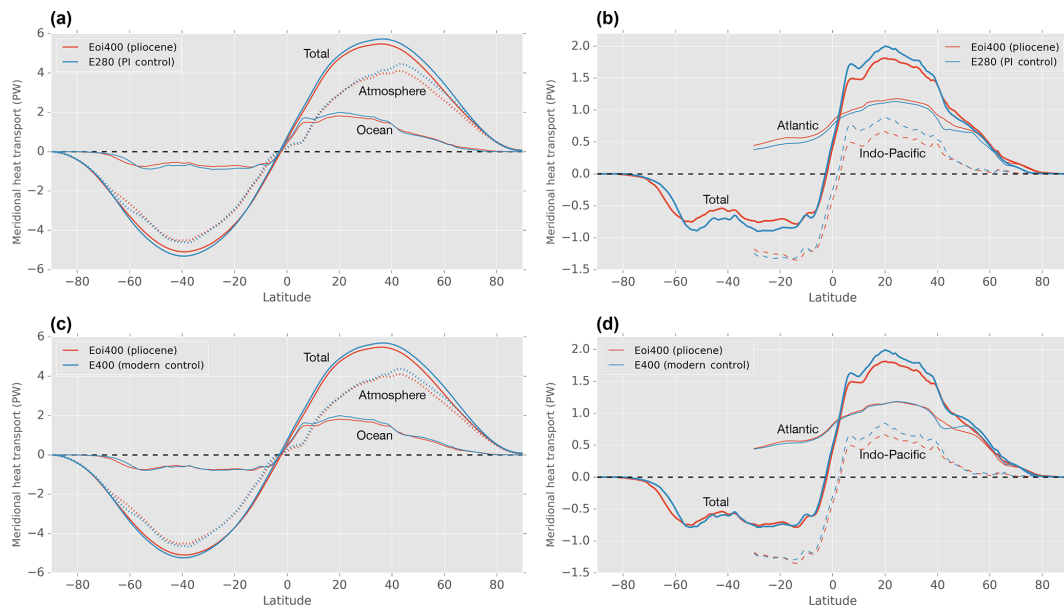 (a)
Eoi400 (pliocene)
E280 (PI control)
Total
Atmosphere
Ocean
Meridional heat transport (PW)
6
4
2
0
−2
−4
−6
−80
−60
−40
−20
0
20
40
60
80
Latitude
(b)
Eoi400 (pliocene)
E280 (PI control)
Atlantic
Indo-Pacific
Total
Meridional heat transport (PW)
2.0
1.5
1.0
0.5
0.0
−0.5
−1.0
−1.5
−80
−60
−40
−20
0
20
40
60
80
Latitude
(c)
Eoi400 (pliocene)
E400 (modern control)
Total
Atmosphere
Ocean
Meridional heat transport (PW)
6
4
2
0
−2
−4
−6
−80
−60
−40
−20
0
20
40
60
80
Latitude
(d)
Eoi400 (pliocene)
E400 (modern control)
Atlantic
Indo-Pacific
Total
Meridional heat transport (PW)
2.0
1.5
1.0
0.5
0.0
−0.5
−1.0
−1.5
−80
−60
−40
−20
0
20
40
60
80
Latitude